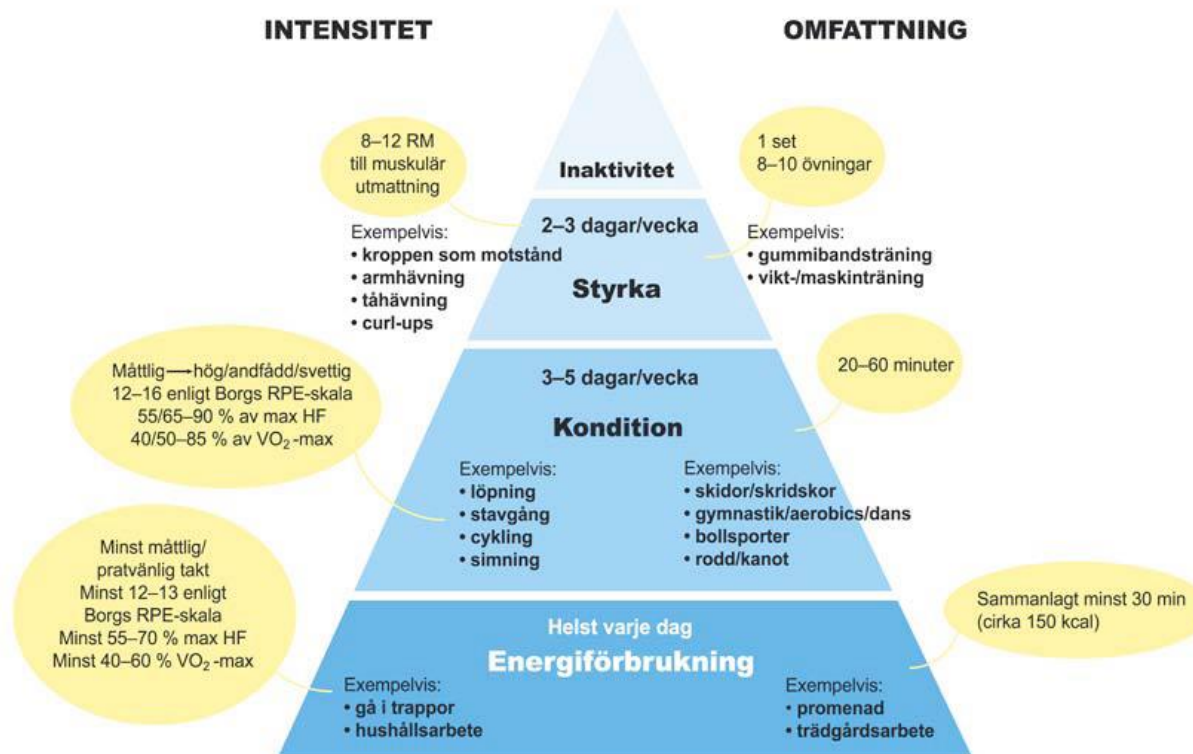 INTENSITET
OMFATTNING
8–12 RM
till muskulär
utmattning
1 set
8–10 övningar
Inaktivitet
2–3 dagar/vecka
Styrka
Exempelvis:
• kroppen som motstånd
• armhävning
• tåhävning
• curl-ups
Exempelvis:
• gummibandsträning
• vikt-/maskinträning
Måttlig→hög/andfådd/svettig
12–16 enligt Borgs RPE-skala
55/65–90 % av max HF
40/50–85 % av VO₂-max
20–60 minuter
3–5 dagar/vecka
Kondition
Exempelvis:
• löpning
• stavgång
• cykling
• simning
Exempelvis:
• skidor/skridskor
• gymnastik/aerobics/dans
• bollsporter
• rodd/kanot
Minst måttlig/
pratvänlig takt
Minst 12–13 enligt
Borgs RPE-skala
Minst 55–70 % max HF
Minst 40–60 % VO₂-max
Sammanlagt minst 30 min
(cirka 150 kcal)
Helst varje dag
Energiförbrukning
Exempelvis:
• gå i trappor
• hushållsarbete
Exempelvis:
• promenad
• trädgårdsarbete